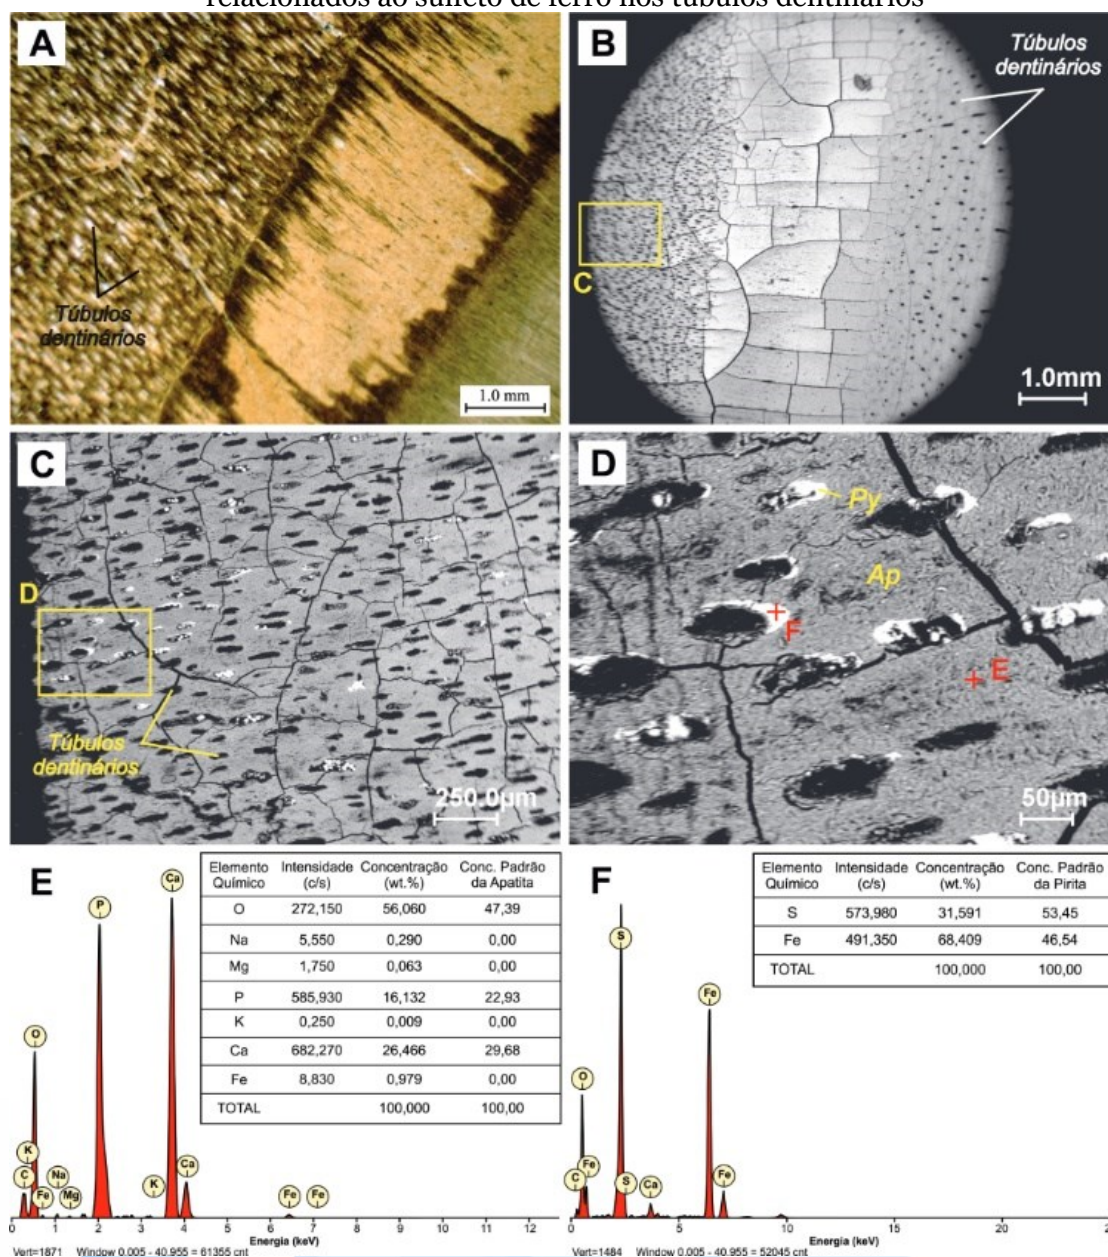 relacionados ao sulfeto de ferro nos túbulos dentinários
A
Túbulos
dentinários
1.0 mm
B
Túbulos
dentinários
C
1.0mm
C
D
Túbulos
dentinários
250.0µm
D
Py
Ap
F
E
50µm
E
Elemento Químico Intensidade (c/s) Concentração (wt.%) Conc. Padrão da Apatita
O 272,150 56,060 47,39
Na 5,550 0,290 0,00
Mg 1,750 0,063 0,00
P 585,930 16,132 22,93
K 0,250 0,009 0,00
Ca 682,270 26,466 29,68
Fe 8,830 0,979 0,00
TOTAL 100,000 100,00
Ca
P
O
K
C
Fe
Na
Mg
K
Ca
Fe
Fe
0 1 2 3 4 5 6 7 8 9 10 11 12
Energia (keV)
Vert=1871 Window 0.005 - 40.955 = 61355 cnt
F
Elemento Químico Intensidade (c/s) Concentração (wt.%) Conc. Padrão da Pirita
S 573,980 31,591 53,45
Fe 491,350 68,409 46,54
TOTAL 100,000 100,00
S
Fe
O
C
Fe
S
Ca
Fe
0 5 10 15 20
Energia (keV)
Vert=1484 Window 0.005 - 40.955 = 52045 cnt